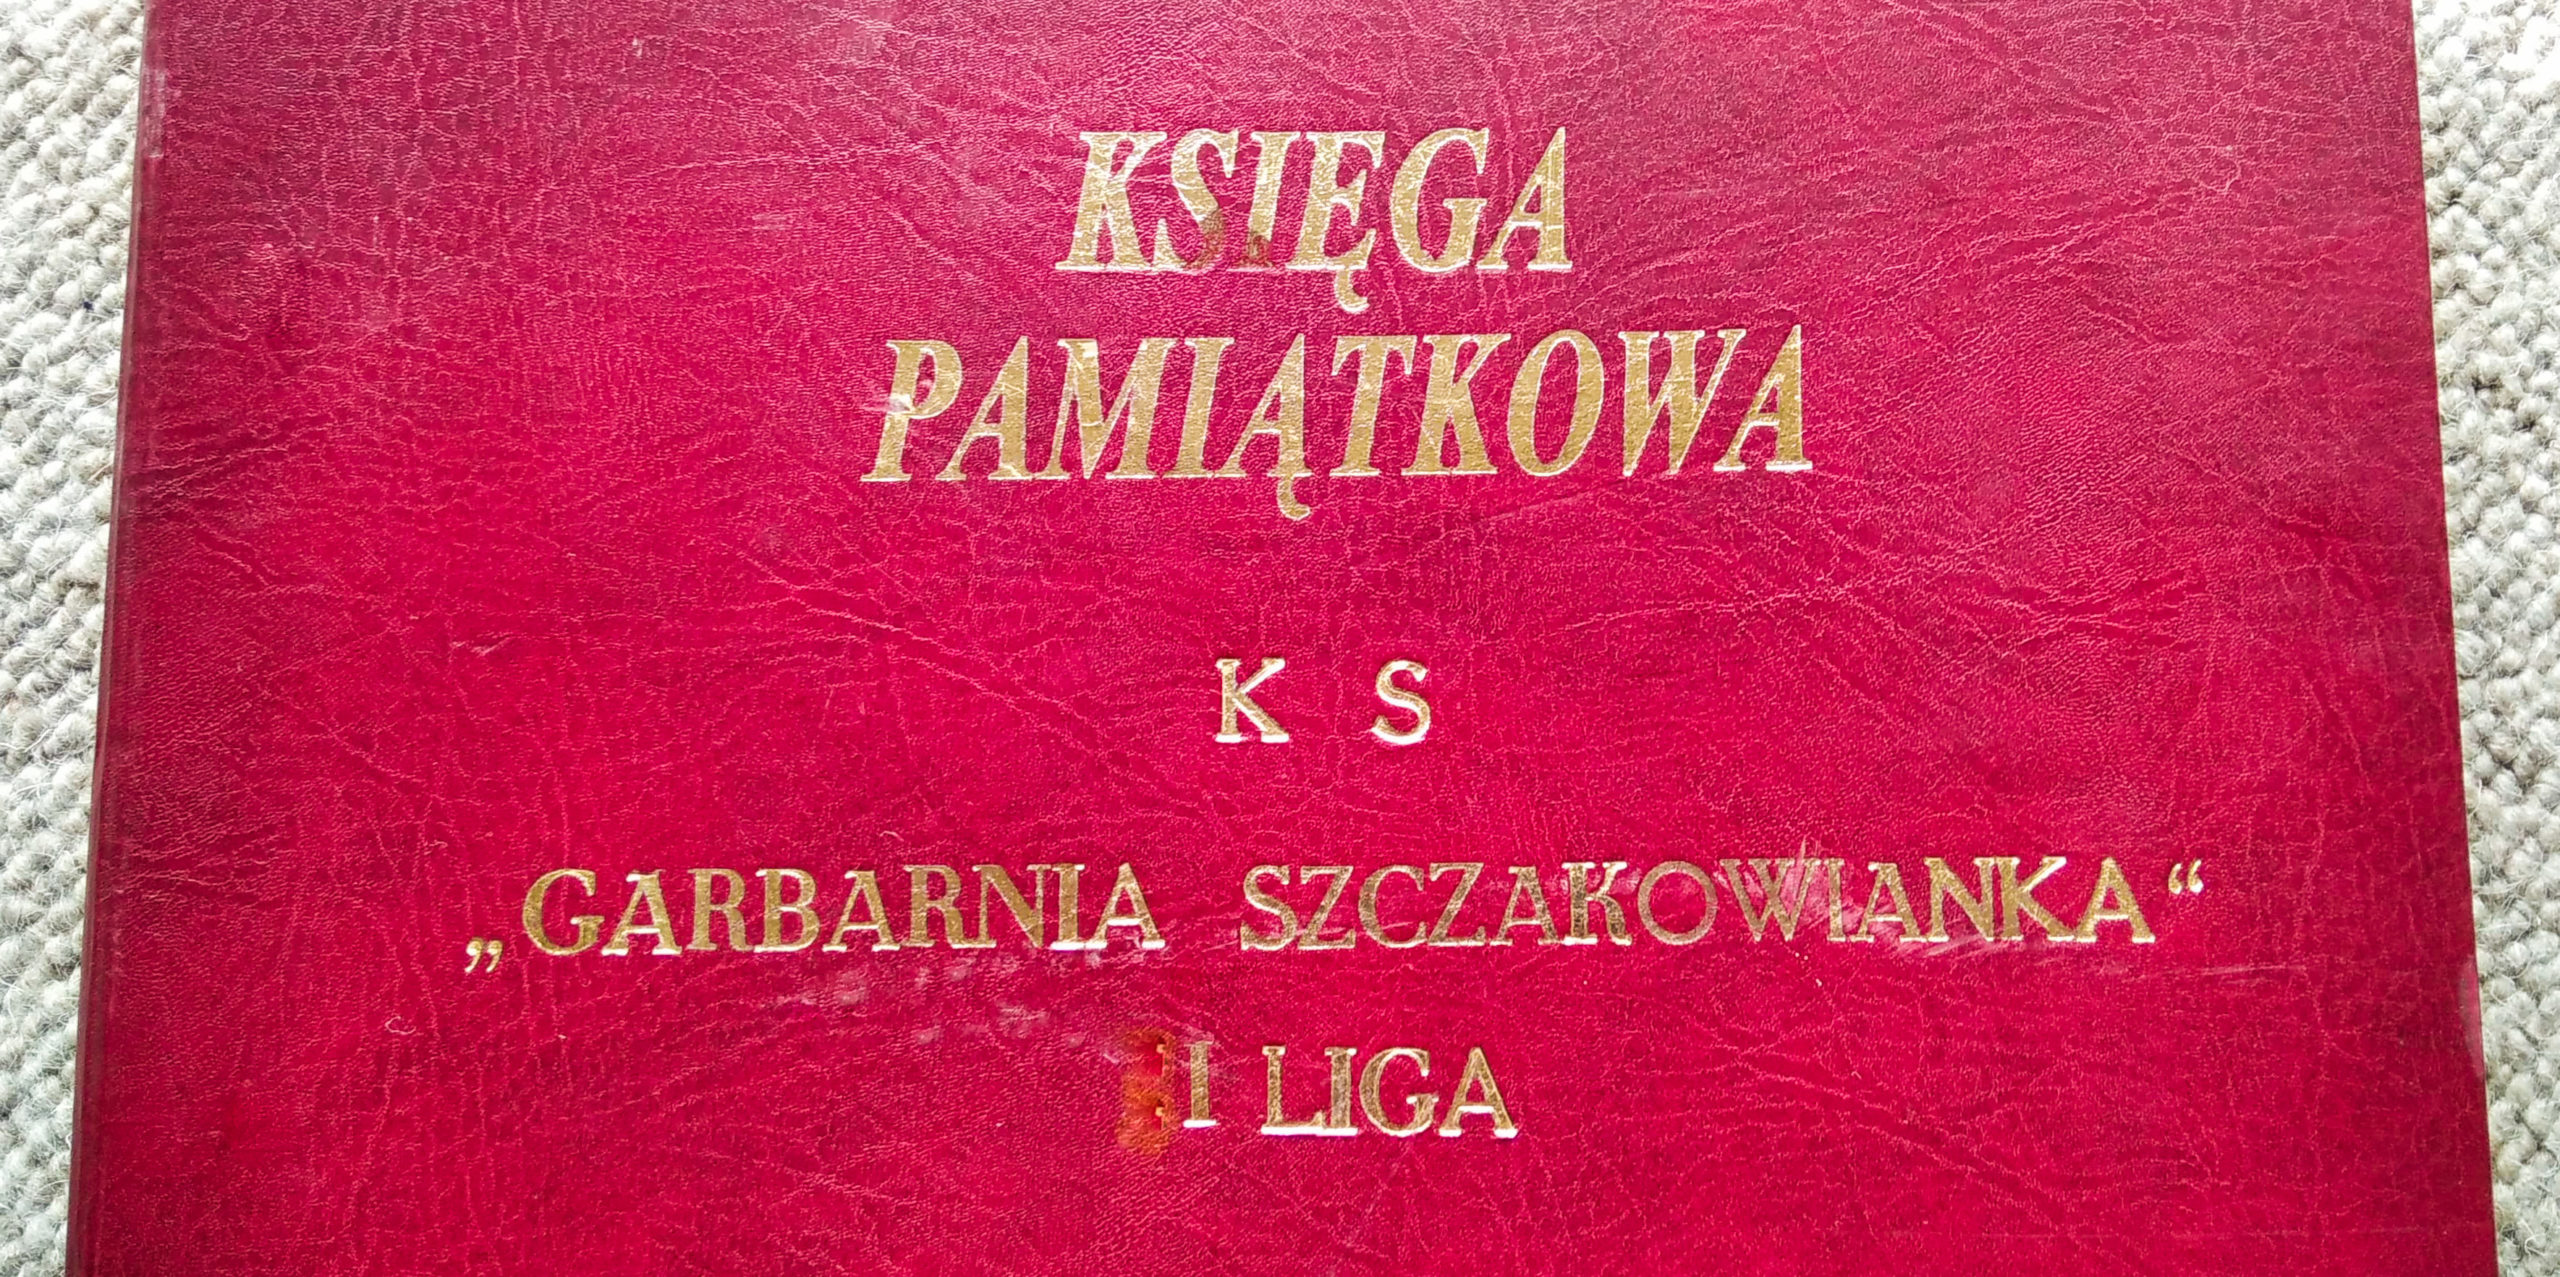 KSIĘGA
PAMIĄTKOWA
K S
„GARBARNIA SZCZAKOWIANKA“
I LIGA